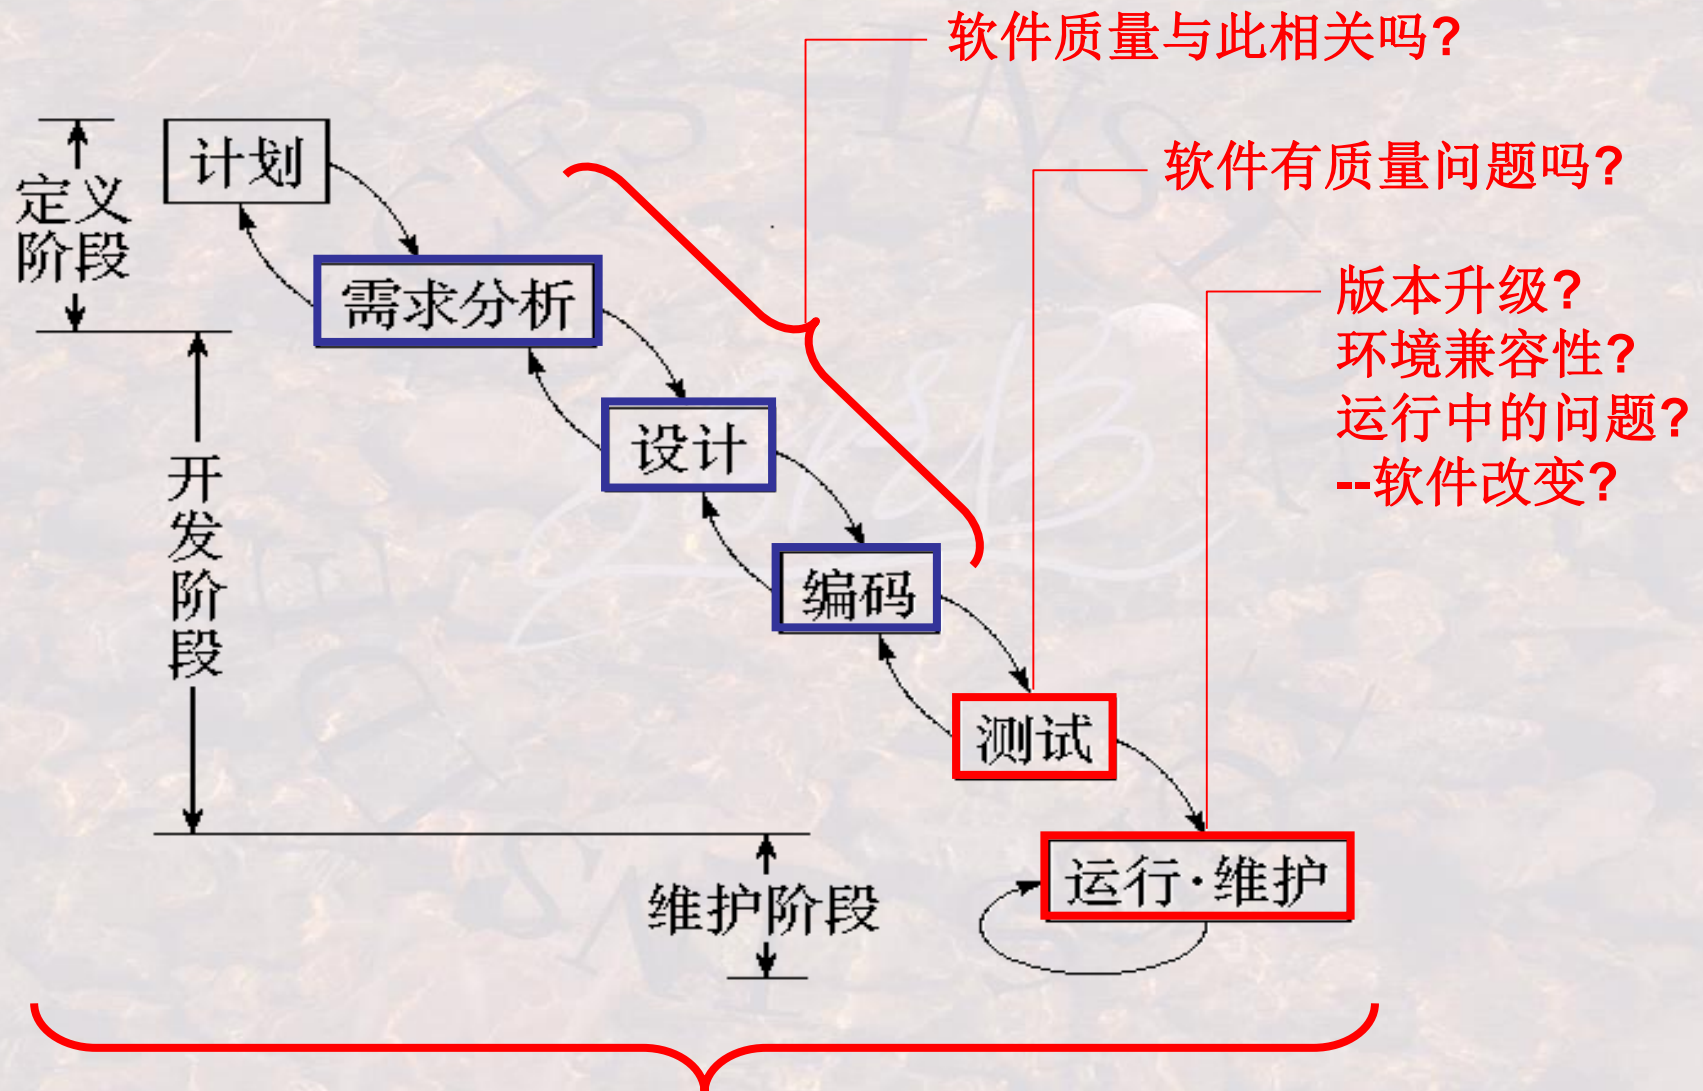 软件质量与此相关吗?
计划
软件有质量问题吗?
定义
阶段
需求分析
版本升级?
环境兼容性?
运行中的问题?
--软件改变?
设计
开
发
阶
段
编码
测试
运行·维护
维护阶段